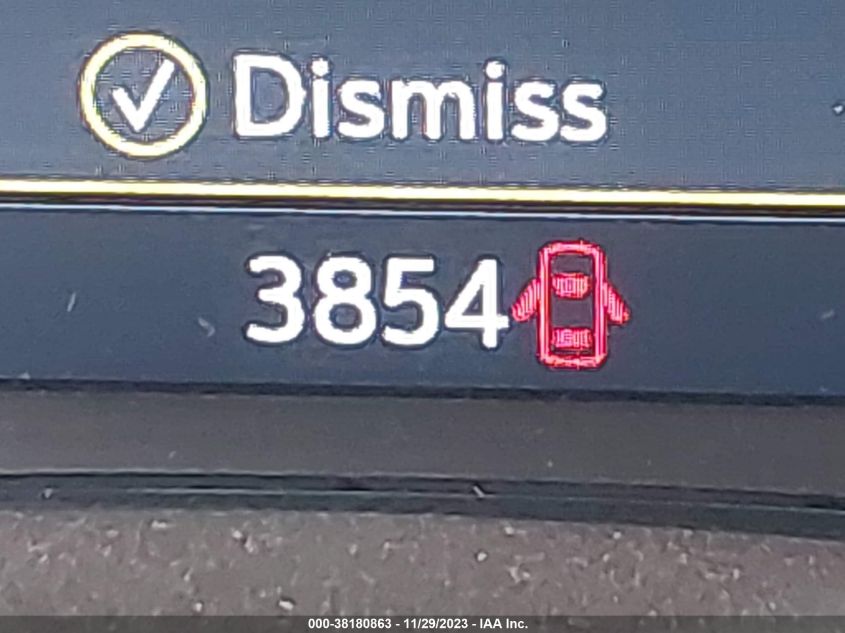 Dismiss
3854
000-38180863 - 11/29/2023 - IAA Inc.